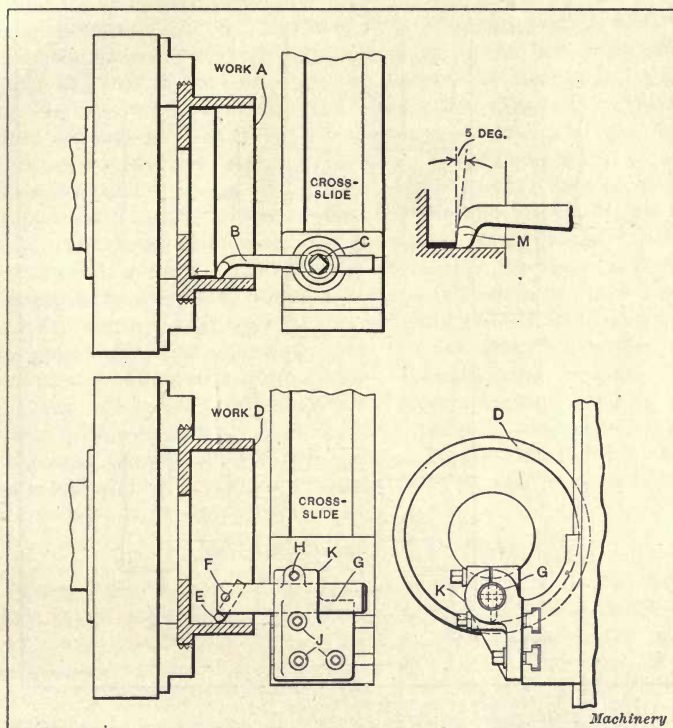 WORK A
CROSS-
SLIDE
B
C
5 DEG.
M
WORK D
CROSS-
SLIDE
H
K
G
F
E
J
D
G
K
Machinery